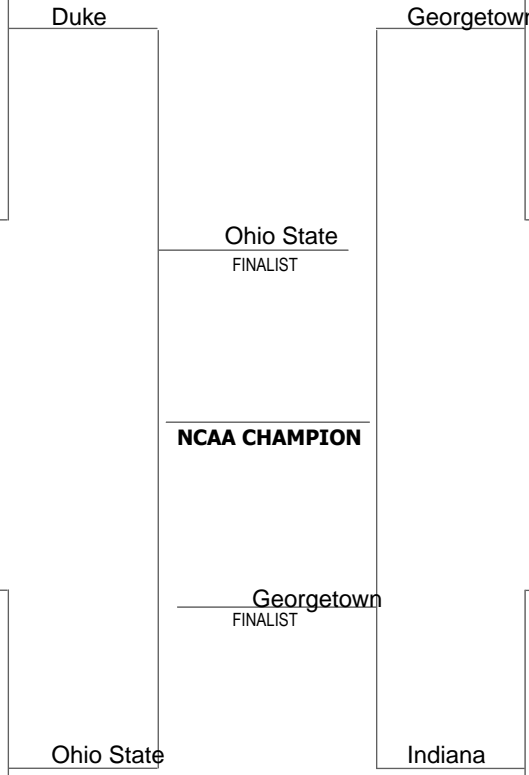 Duke
Georgetown
Ohio State
FINALIST
NCAA CHAMPION
Georgetown
FINALIST
Ohio State
Indiana